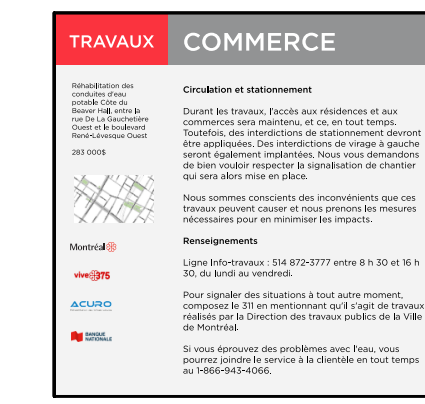 TRAVAUX
COMMERCE
Réhabilitation des
conduites d'eau
potable Côte du
Beaver Hall, entre la
rue De La Gauchetière
Ouest et le boulevard
René-Lévesque Ouest
283 000$
Montréal
vive 375
ACURO
BANQUE
NATIONALE
Circulation et stationnement
Durant les travaux, l'accès aux résidences et aux
commerces sera maintenu, et ce, en tout temps.
Toutefois, des interdictions de stationnement devront
être appliquées. Des interdictions de virage à gauche
seront également implantées. Nous vous demandons
de bien vouloir respecter la signalisation de chantier
qui sera alors mise en place.
Nous sommes conscients des inconvénients que ces
travaux peuvent causer et nous prenons les mesures
nécessaires pour en minimiser les impacts.
Renseignements
Ligne Info-travaux : 514 872-3777 entre 8 h 30 et 16 h
30, du lundi au vendredi.
Pour signaler des situations à tout autre moment,
composez le 311 en mentionnant qu'il s'agit de travaux
réalisés par la Direction des travaux publics de la Ville
de Montréal.
Si vous éprouvez des problèmes avec l'eau, vous
pourrez joindre le service à la clientèle en tout temps
au 1-866-943-4066.